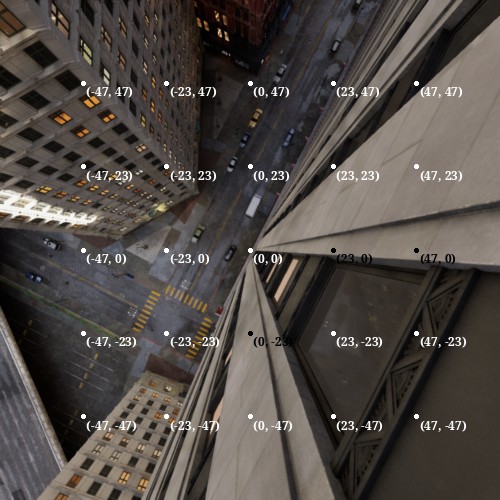 (-47, 47) (-23, 47) (0, 47) (23, 47) (47, 47)
(-47, 23) (-23, 23) (0, 23) (23, 23) (47, 23)
(-47, 0) (-23, 0) (0, 0) (23, 0) (47, 0)
(-47, -23) (-23, -23) (0, -23) (23, -23) (47, -23)
(-47, -47) (-23, -47) (0, -47) (23, -47) (47, -47)